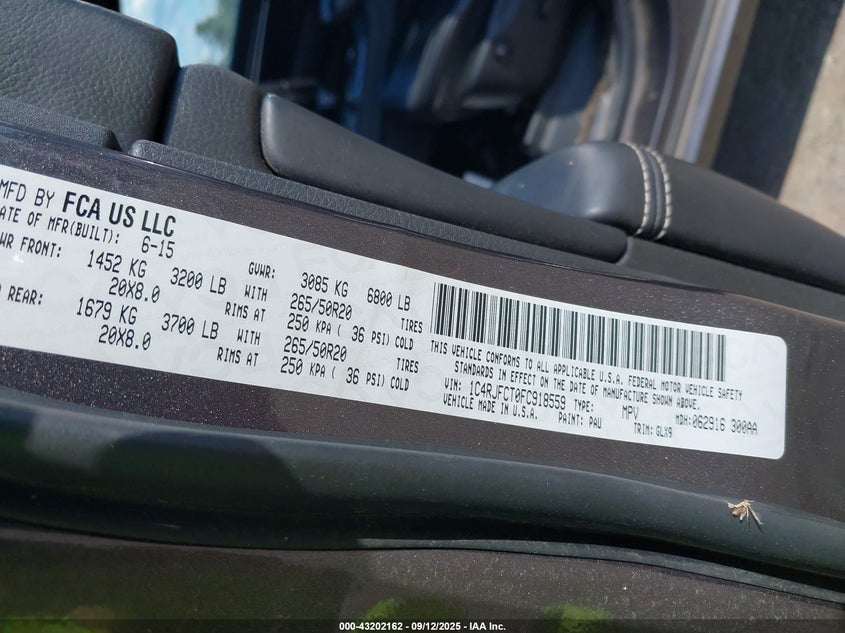 MFD BY FCA US LLC
DATE OF MFR(BUILT): 6-15
WR FRONT: 1452 KG 3200 LB GVWR: 3085 KG 6800 LB
20X8.0 RIMS AT WITH 265/50R20 TIRES
250 KPA ( 36 PSI) COLD
REAR: 1679 KG 3700 LB WITH 265/50R20 TIRES
20X8.0 RIMS AT 250 KPA ( 36 PSI) COLD
THIS VEHICLE CONFORMS TO ALL APPLICABLE U.S.A. FEDERAL MOTOR VEHICLE SAFETY
STANDARDS IN EFFECT ON THE DATE OF MANUFACTURE SHOWN ABOVE.
VIN: 1C4RJFCT0FC918559 TYPE: MPV MDH: 062916 300AA
VEHICLE MADE IN U.S.A. PAINT: PAU TRIM: GLX9
000-43202162 - 09/12/2025 - IAA Inc.